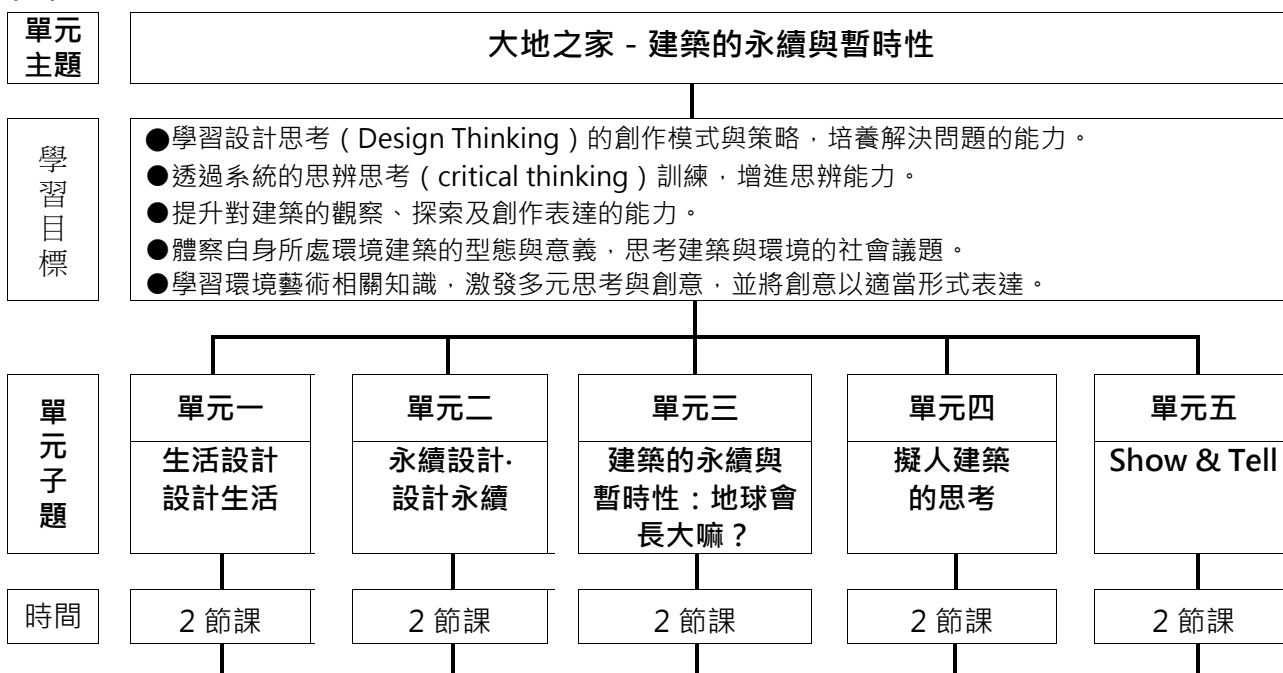 單元
主題
大地之家 - 建築的永續與暫時性
學習目標
●學習設計思考（Design Thinking）的創作模式與策略，培養解決問題的能力。
●透過系統的思辨思考（critical thinking）訓練，增進思辨能力。
●提升對建築的觀察、探索及創作表達的能力。
●體察自身所處環境建築的型態與意義，思考建築與環境的社會議題。
●學習環境藝術相關知識，激發多元思考與創意，並將創意以適當形式表達。
單元子題
單元一
生活設計
設計生活
單元二
永續設計·
設計永續
單元三
建築的永續與
暫時性：地球會
長大嘛？
單元四
擬人建築
的思考
單元五
Show & Tell
時間
2 節課
2 節課
2 節課
2 節課
2 節課